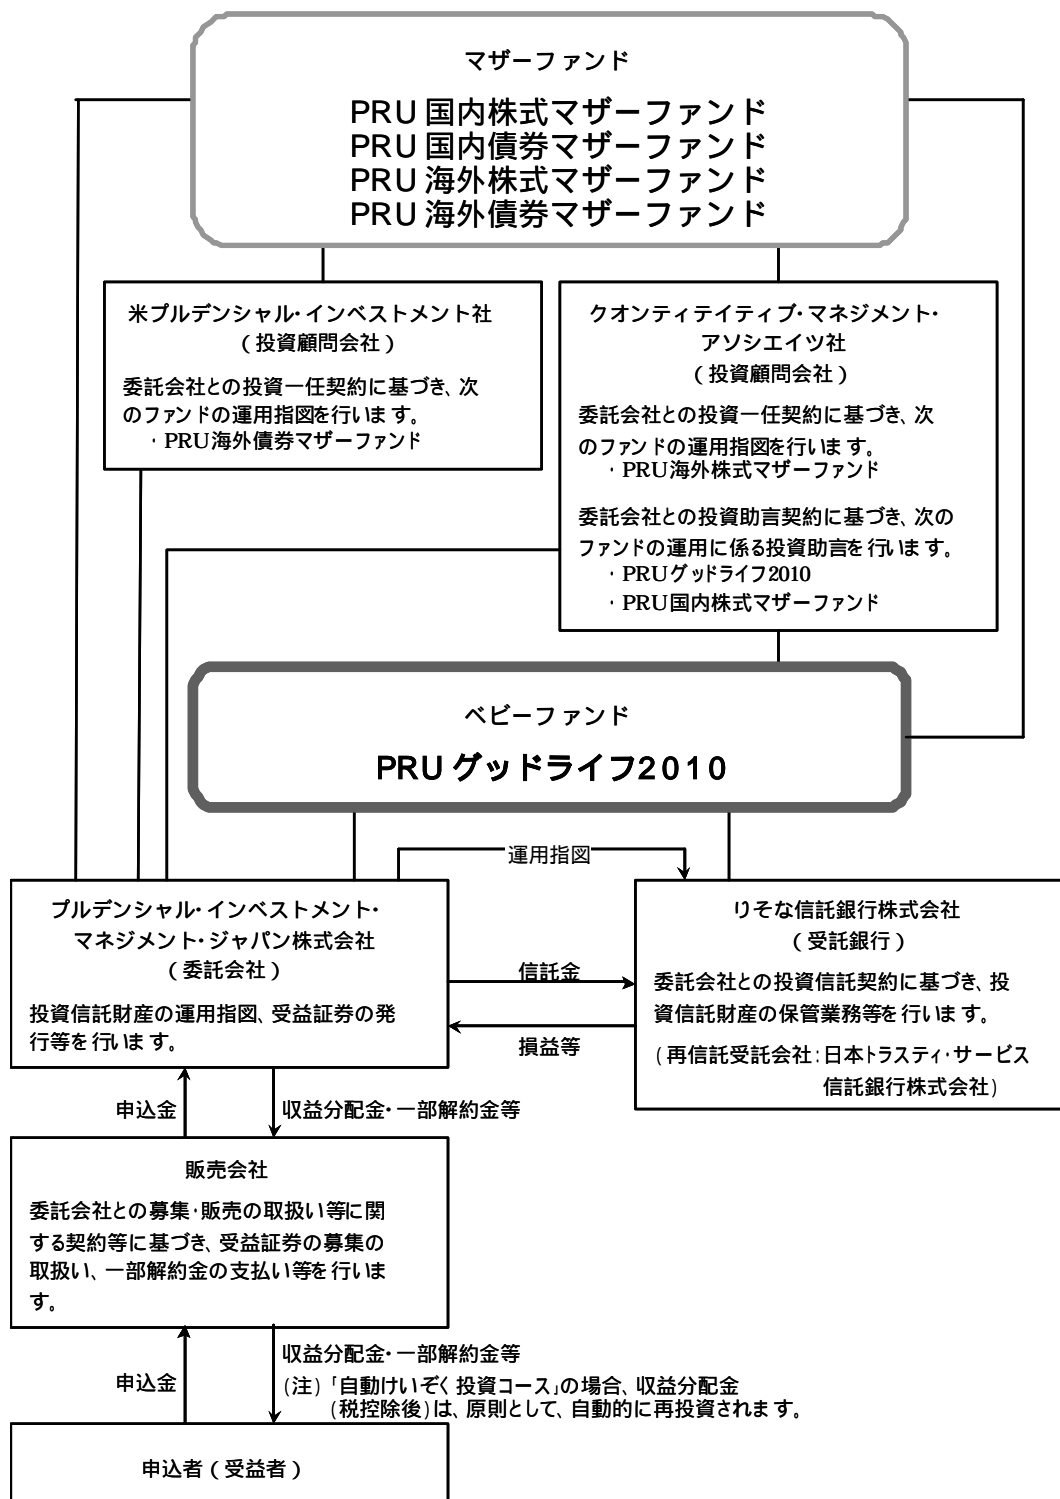 マザーファンド
PRU国内株式マザーファンド
PRU国内債券マザーファンド
PRU海外株式マザーファンド
PRU海外債券マザーファンド
米プルデンシャル・インベストメント社
(投資顧問会社)
委託会社との投資一任契約に基づき、次
のファンドの運用指図を行います。
・PRU海外債券マザーファンド
クオンティテイティブ・マネジメント・
アソシエイツ社
(投資顧問会社)
委託会社との投資一任契約に基づき、次
のファンドの運用指図を行います。
・PRU海外株式マザーファンド
委託会社との投資助言契約に基づき、次の
ファンドの運用に係る投資助言を行います。
・PRUグッドライフ2010
・PRU国内株式マザーファンド
ベビーファンド
PRUグッドライフ2010
運用指図
プルデンシャル・インベストメント・
マネジメント・ジャパン株式会社
(委託会社)
投資信託財産の運用指図、受益証券の発
行等を行います。
信託金
損益等
りそな信託銀行株式会社
(受託銀行)
委託会社との投資信託契約に基づき、投
資信託財産の保管業務等を行います。
(再信託受託会社:日本トラスティ・サービス
信託銀行株式会社)
申込金
収益分配金・一部解約金等
販売会社
委託会社との募集・販売の取扱い等に関
する契約等に基づき、受益証券の募集の
取扱い、一部解約金の支払い等を行いま
す。
申込金
収益分配金・一部解約金等
(注)「自動けいぞく投資コース」の場合、収益分配金
(税控除後)は、原則として、自動的に再投資されます。
申込者(受益者)